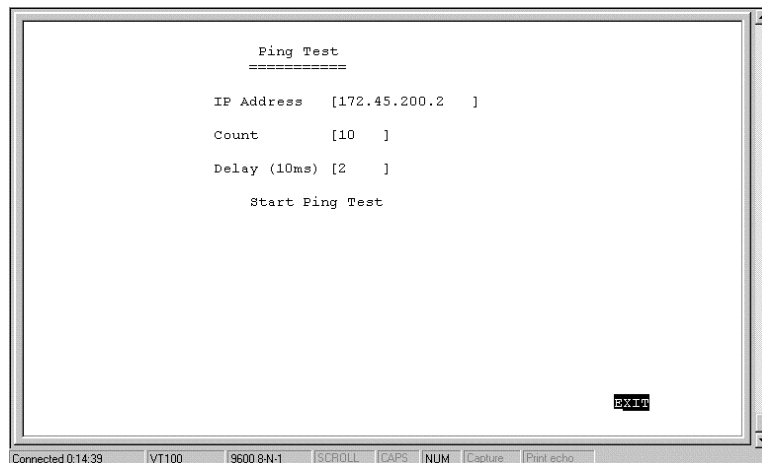 Ping Test
===========
IP Address [172.45.200.2 ]
Count [10 ]
Delay (10ms) [2 ]
Start Ping Test
EXIT
Connected 0:14:39 VT100 9600 8-N-1 SCROLL CAPS NUM Capture Print echo